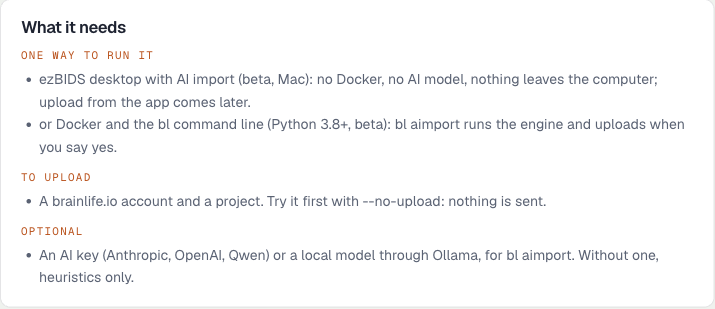 What it needs
ONE WAY TO RUN IT
• ezBIDS desktop with AI import (beta, Mac): no Docker, no AI model, nothing leaves the computer;
upload from the app comes later.
• or Docker and the bl command line (Python 3.8+, beta): bl aimport runs the engine and uploads when
you say yes.
TO UPLOAD
• A brainlife.io account and a project. Try it first with --no-upload: nothing is sent.
OPTIONAL
• An AI key (Anthropic, OpenAI, Qwen) or a local model through Ollama, for bl aimport. Without one,
heuristics only.